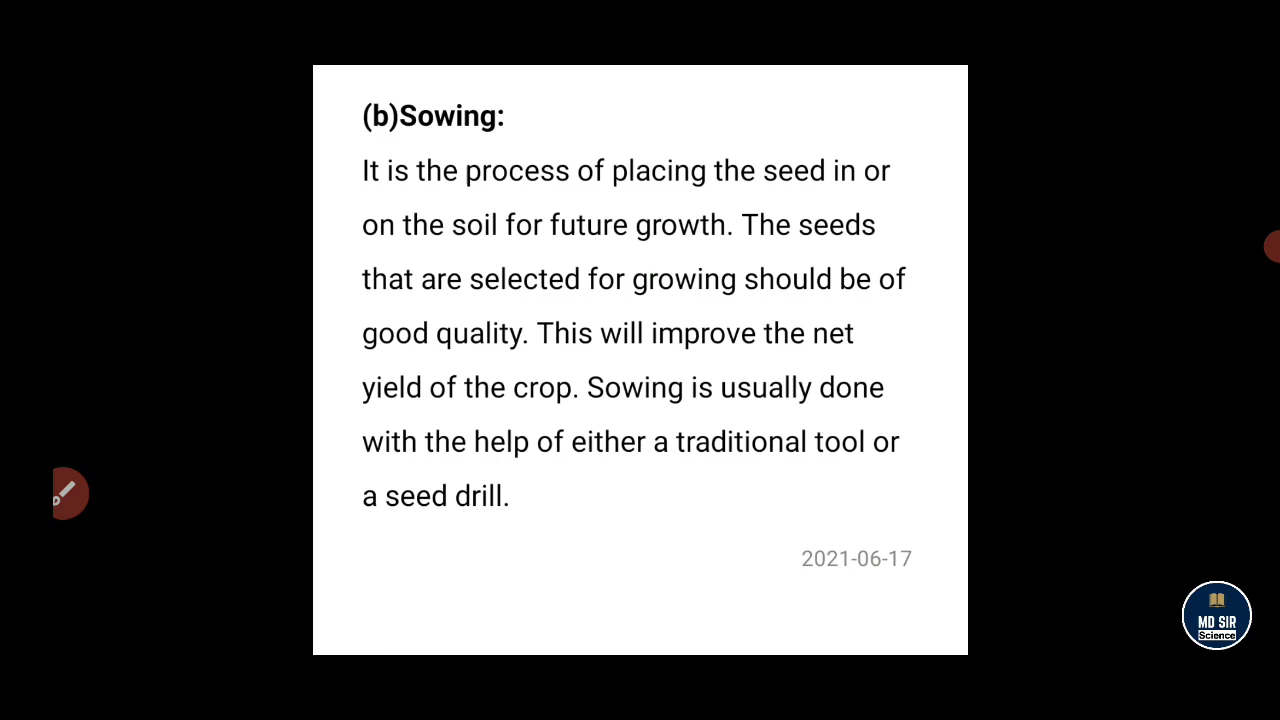 (b)Sowing:
It is the process of placing the seed in or
on the soil for future growth. The seeds
that are selected for growing should be of
good quality. This will improve the net
yield of the crop. Sowing is usually done
with the help of either a traditional tool or
a seed drill.
2021-06-17
MD SIR
Science